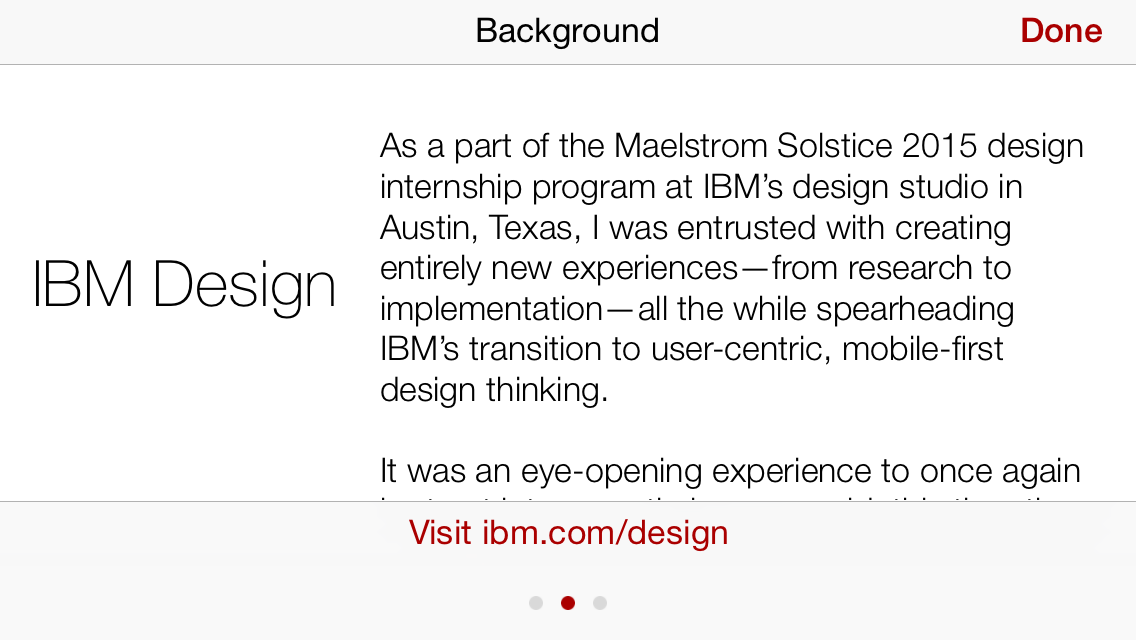 Background
Done
IBM Design
As a part of the Maelstrom Solstice 2015 design
internship program at IBM’s design studio in
Austin, Texas, I was entrusted with creating
entirely new experiences—from research to
implementation—all the while spearheading
IBM’s transition to user-centric, mobile-first
design thinking.
It was an eye-opening experience to once again
Visit ibm.com/design